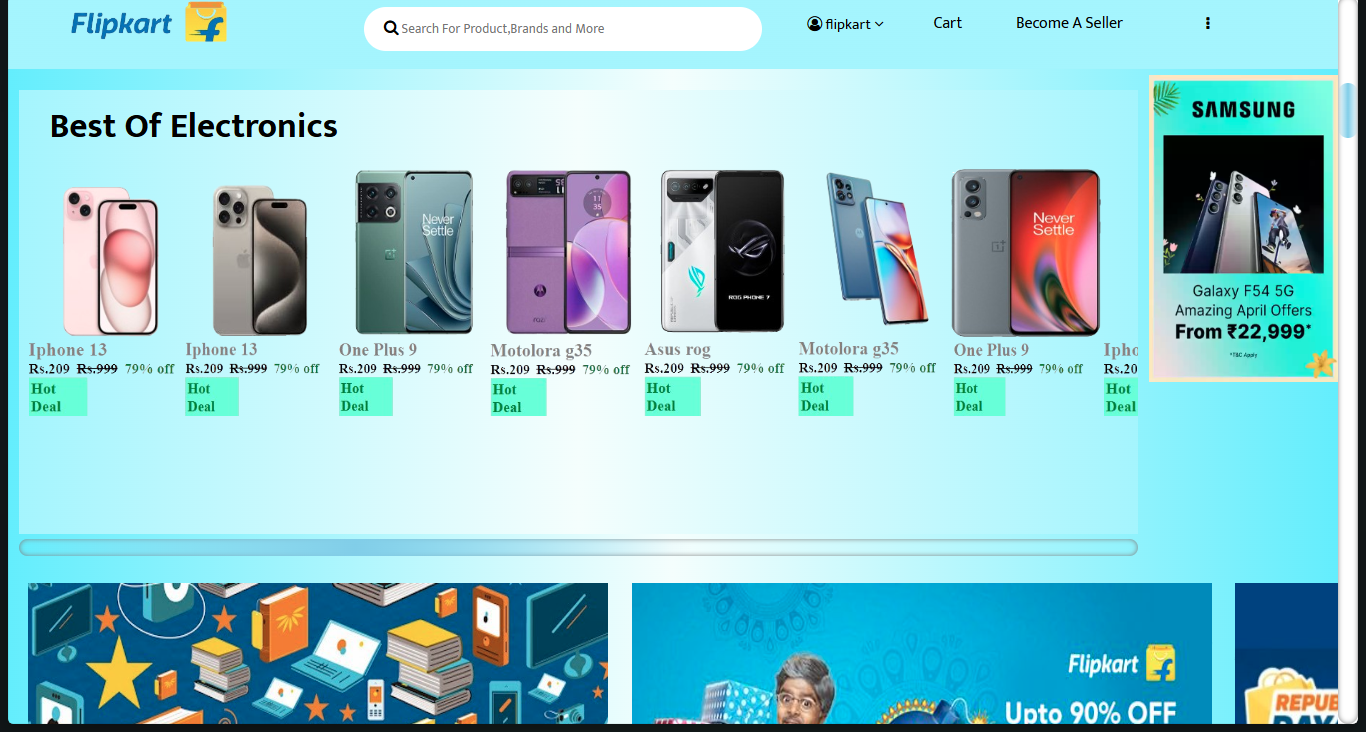 Flipkart
Search For Product,Brands and More
flipkart
Cart
Become A Seller
Best Of Electronics
SAMSUNG
Galaxy F54 5G
Amazing April Offers
From ₹22,999*
*T&C Apply
Never
Settle
11
35
ROG PHONE 7
Never
Settle
Iphone 13
Rs.209 Rs.999 79% off
Hot
Deal
Iphone 13
Rs.209 Rs.999 79% off
Hot
Deal
One Plus 9
Rs.209 Rs.999 79% off
Hot
Deal
Motolora g35
Rs.209 Rs.999 79% off
Hot
Deal
Asus rog
Rs.209 Rs.999 79% off
Hot
Deal
Motolora g35
Rs.209 Rs.999 79% off
Hot
Deal
One Plus 9
Rs.209 Rs.999 79% off
Hot
Deal
Ipho
Rs.20
Hot
Deal
Flipkart
Upto 90% OFF
REPUB
DAY